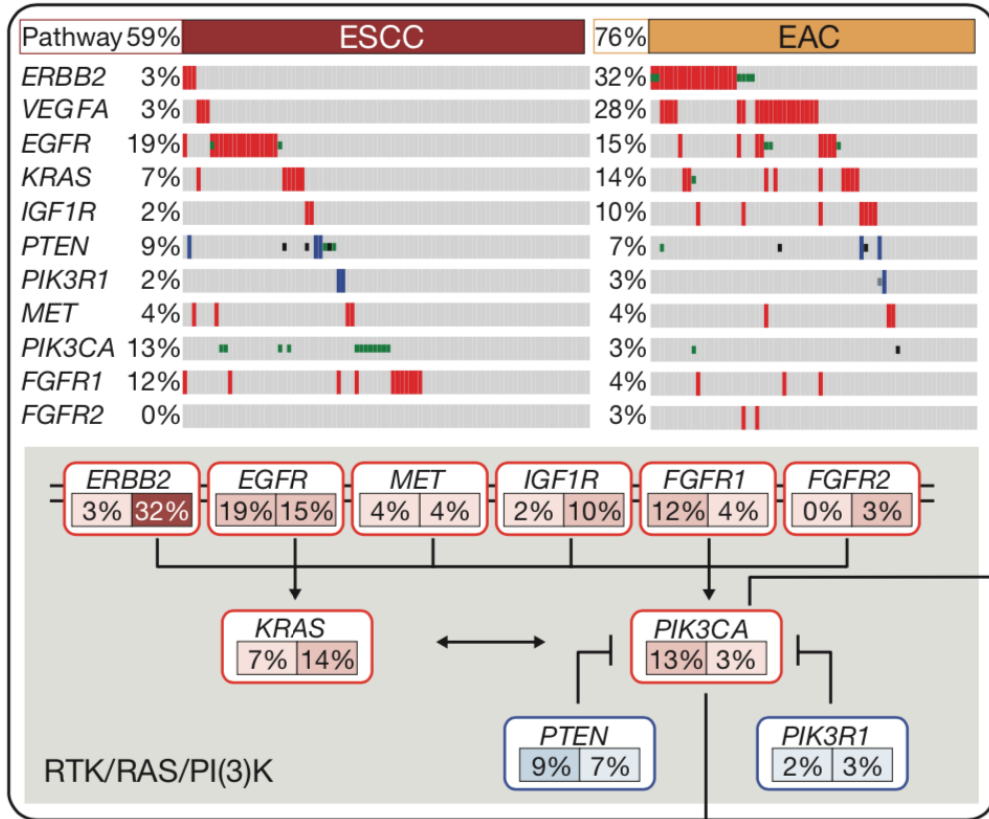 Pathway 59% ESCC 76% EAC
ERBB2 3% 32%
VEGFA 3% 28%
EGFR 19% 15%
KRAS 7% 14%
IGF1R 2% 10%
PTEN 9% 7%
PIK3R1 2% 3%
MET 4% 4%
PIK3CA 13% 3%
FGFR1 12% 4%
FGFR2 0% 3%
ERBB2 EGFR MET IGF1R FGFR1 FGFR2
3% 32% 19% 15% 4% 4% 2% 10% 12% 4% 0% 3%
KRAS PIK3CA
7% 14% 13% 3%
PTEN PIK3R1
9% 7% 2% 3%
RTK/RAS/PI(3)K